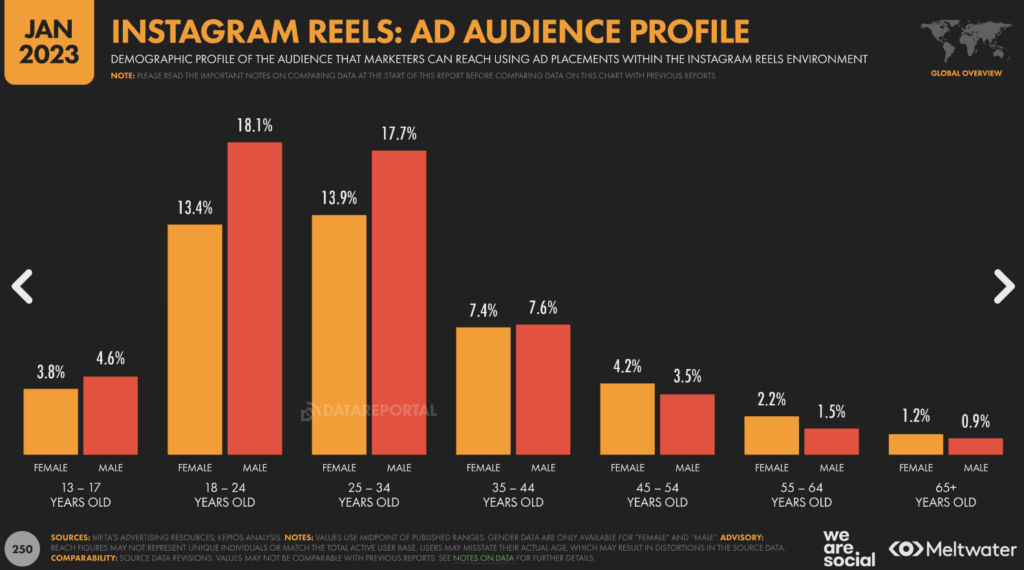 JAN
2023
INSTAGRAM REELS: AD AUDIENCE PROFILE
DEMOGRAPHIC PROFILE OF THE AUDIENCE THAT MARKETERS CAN REACH USING AD PLACEMENTS WITHIN THE INSTAGRAM REELS ENVIRONMENT
NOTE: PLEASE READ THE IMPORTANT NOTES ON COMPARING DATA AT THE START OF THIS REPORT BEFORE COMPARING DATA ON THIS CHART WITH PREVIOUS REPORTS
GLOBAL OVERVIEW
3.8% 4.6% 13.4% 18.1% 13.9% 17.7% 7.4% 7.6% 4.2% 3.5% 2.2% 1.5% 1.2% 0.9%
DATAREPORTAL
FEMALE MALE FEMALE MALE FEMALE MALE FEMALE MALE FEMALE MALE FEMALE MALE FEMALE MALE
13 – 17 18 – 24 25 – 34 35 – 44 45 – 54 55 – 64 65+
YEARS OLD YEARS OLD YEARS OLD YEARS OLD YEARS OLD YEARS OLD YEARS OLD
250
SOURCES: META'S ADVERTISING RESOURCES, KEPIOS ANALYSIS. NOTES: VALUES USE MIDPOINT OF PUBLISHED RANGES. GENDER DATA ARE ONLY AVAILABLE FOR "FEMALE" AND "MALE". ADVISORY:
REACH FIGURES MAY NOT REPRESENT UNIQUE INDIVIDUALS OR MATCH THE TOTAL ACTIVE USER BASE. USERS MAY MISSTATE THEIR ACTUAL AGE, WHICH MAY RESULT IN DISTORTIONS IN THE SOURCE DATA.
COMPARABILITY: SOURCE DATA REVISIONS. VALUES MAY NOT BE COMPARABLE WITH PREVIOUS REPORTS. SEE NOTES ON DATA FOR FURTHER DETAILS.
we
are
social
Meltwater